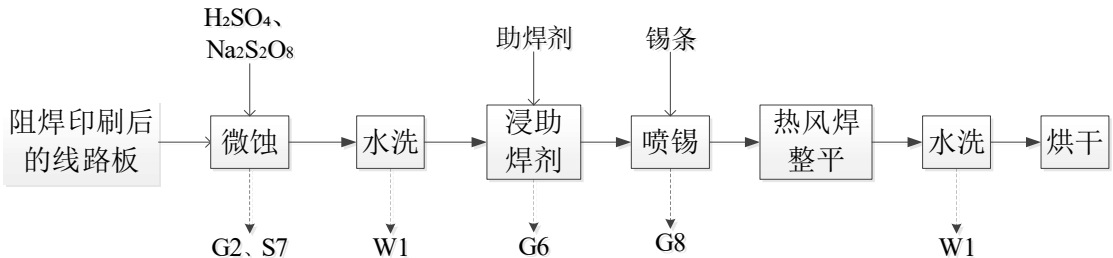 H₂SO₄、
Na₂S₂O₈
助焊剂
锡条
阻焊印刷后
的线路板
微蚀
水洗
浸助
焊剂
喷锡
热风焊
整平
水洗
烘干
G2、S7
W1
G6
G8
W1